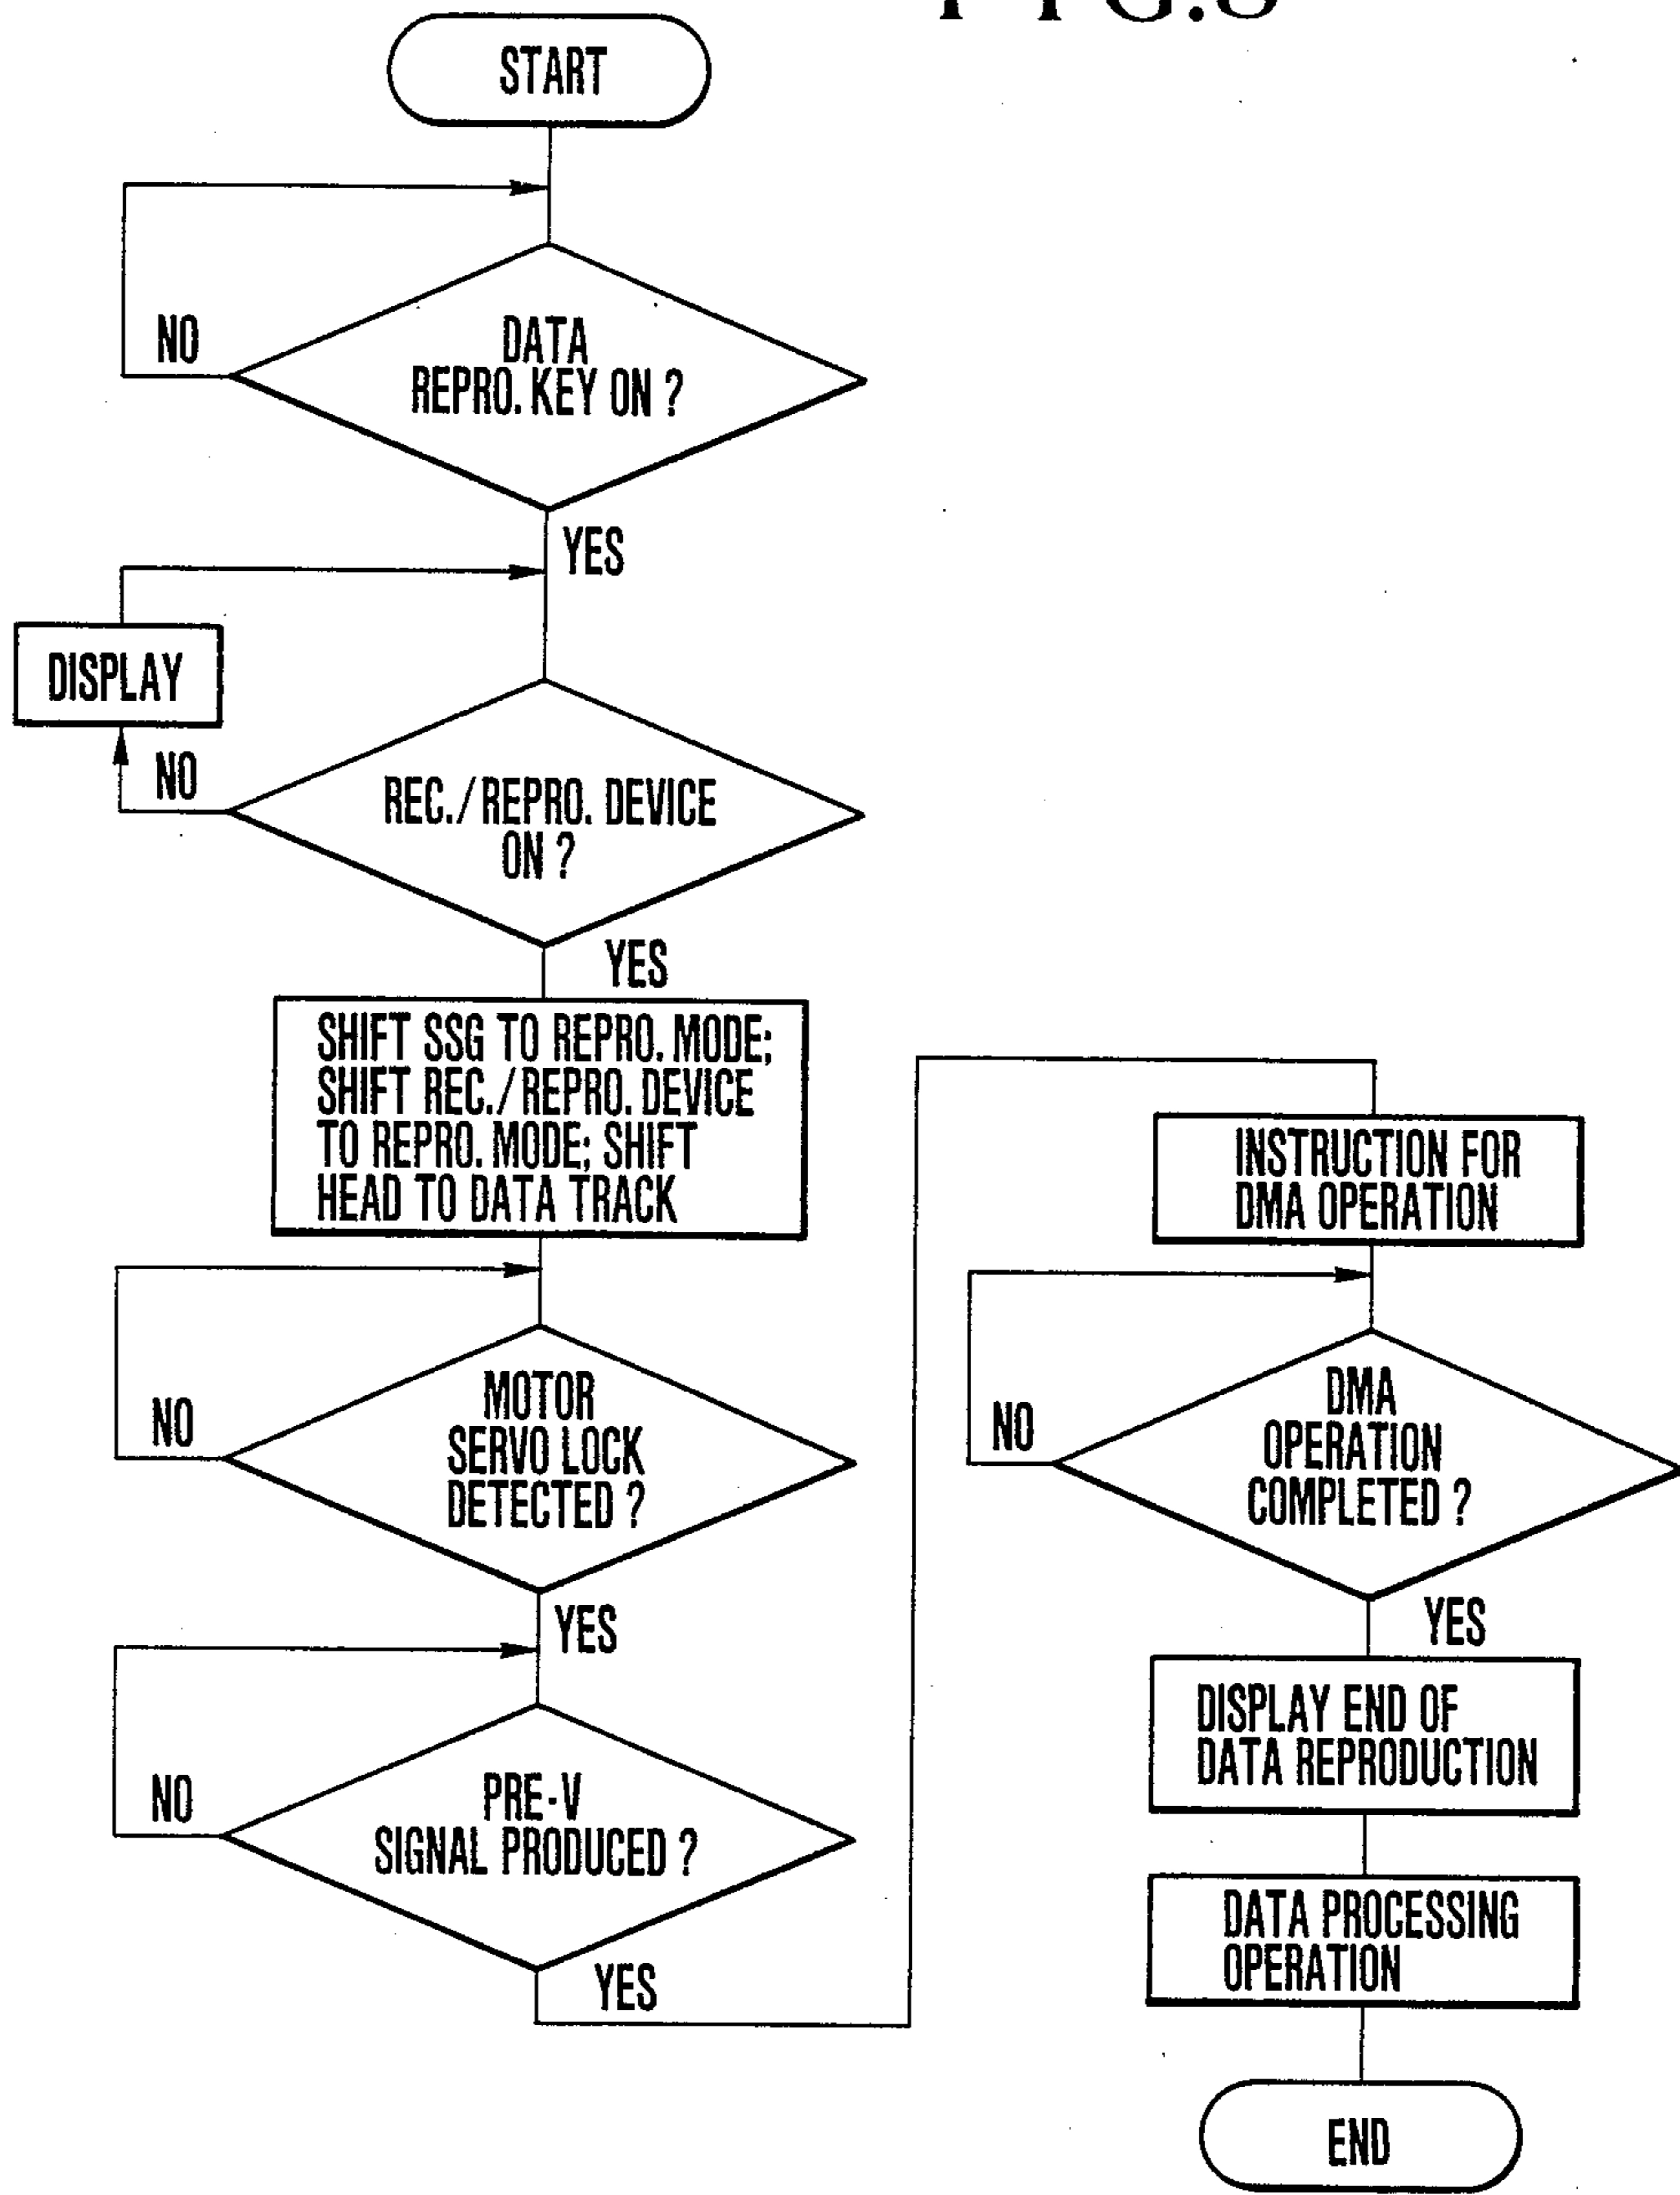 START
DATA
REPRO. KEY ON ?
NO
YES
DISPLAY
NO
REC./REPRO. DEVICE
ON ?
YES
SHIFT SSG TO REPRO. MODE;
SHIFT REC./REPRO. DEVICE
TO REPRO. MODE; SHIFT
HEAD TO DATA TRACK
MOTOR
SERVO LOCK
DETECTED ?
NO
YES
PRE-V
SIGNAL PRODUCED ?
NO
YES
INSTRUCTION FOR
DMA OPERATION
DMA
OPERATION
COMPLETED ?
NO
YES
DISPLAY END OF
DATA REPRODUCTION
DATA PROCESSING
OPERATION
END